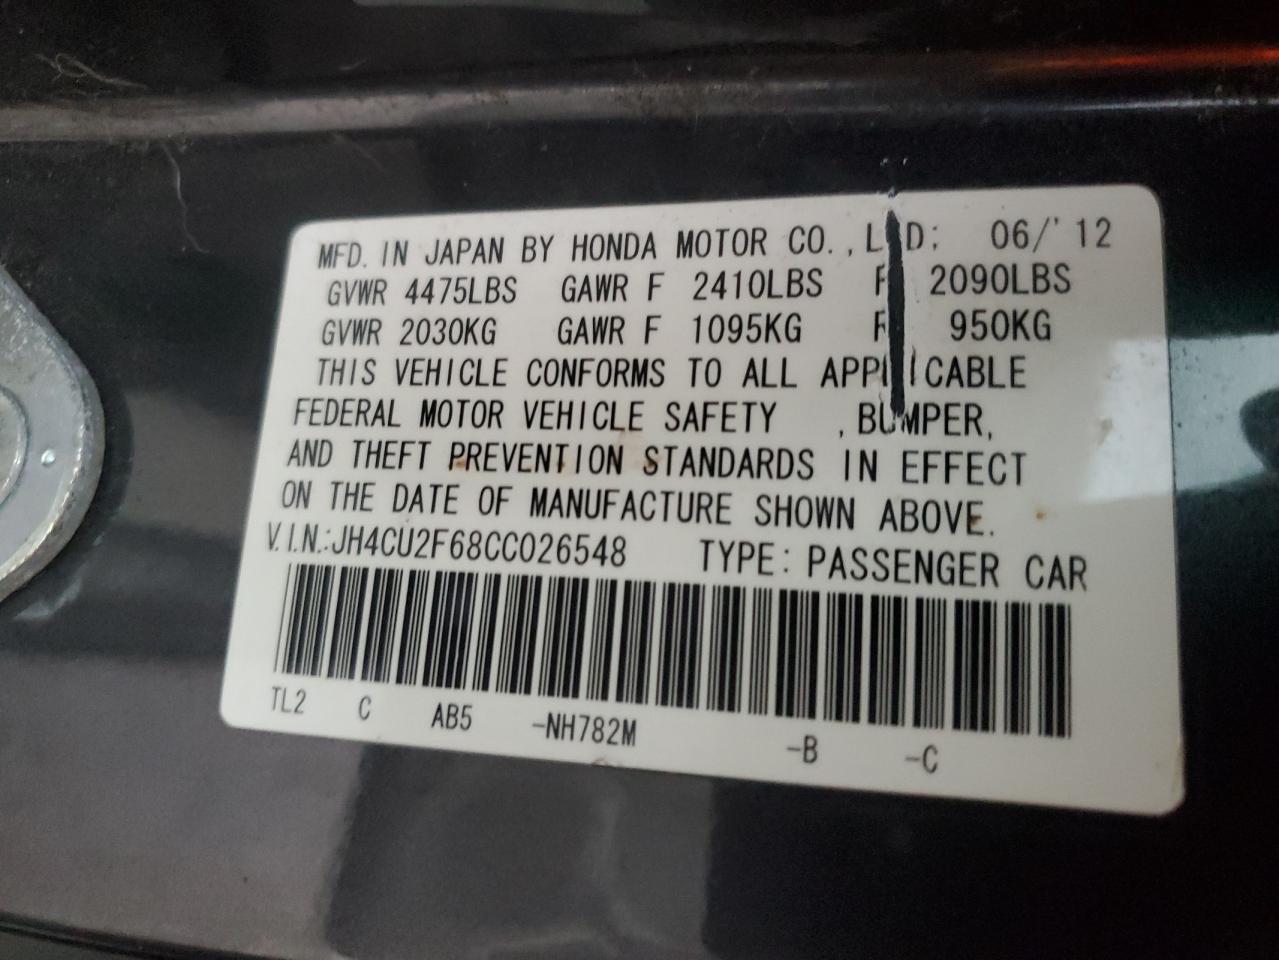 MFD. IN JAPAN BY HONDA MOTOR CO., LTD: 06/'12
GVWR 4475LBS GAWR F 2410LBS R 2090LBS
GVWR 2030KG GAWR F 1095KG R 950KG
THIS VEHICLE CONFORMS TO ALL APPLICABLE
FEDERAL MOTOR VEHICLE SAFETY , BUMPER,
AND THEFT PREVENTION STANDARDS IN EFFECT
ON THE DATE OF MANUFACTURE SHOWN ABOVE.
V.I.N.:JH4CU2F68CC026548 TYPE: PASSENGER CAR
TL2 C AB5 -NH782M -B -C